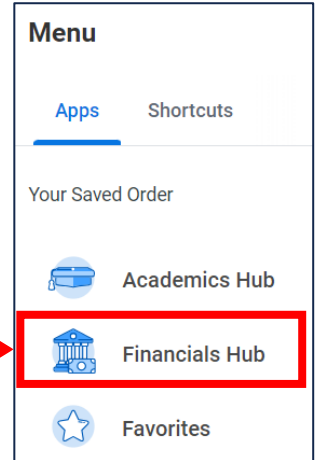 Menu
Apps Shortcuts
Your Saved Order
Academics Hub
Financials Hub
Favorites